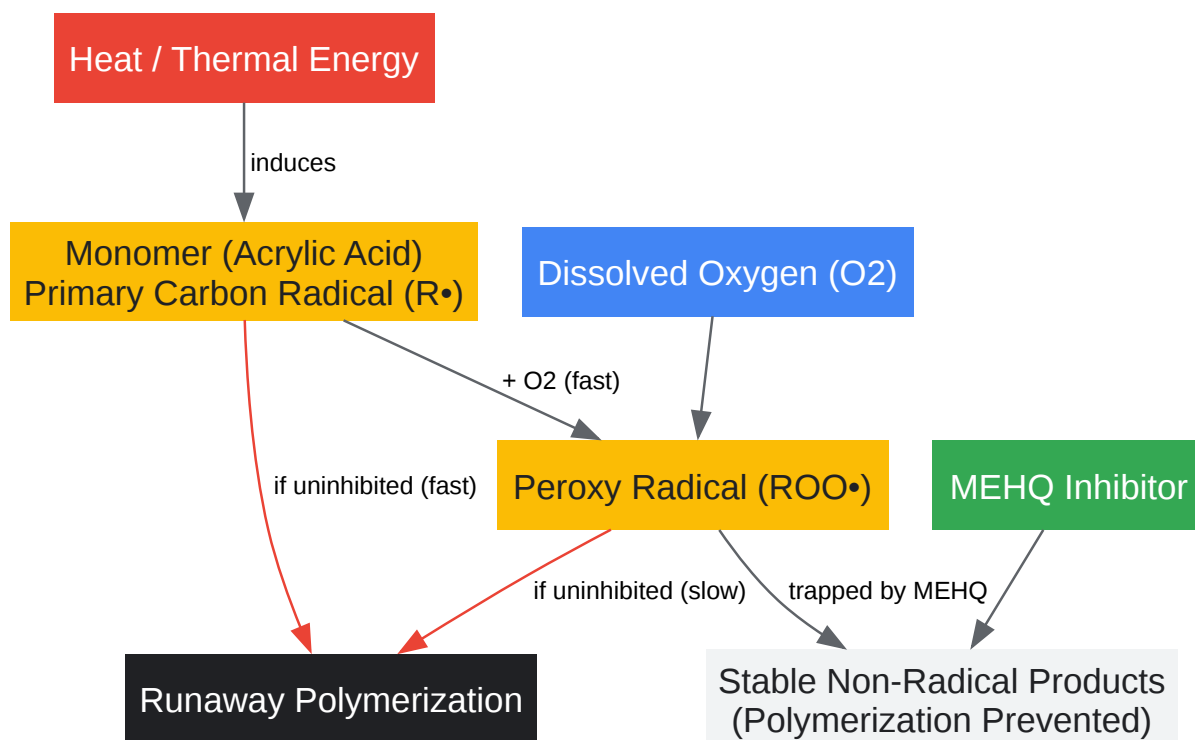 Heat / Thermal Energy
induces
Monomer (Acrylic Acid)
Primary Carbon Radical (R•)
Dissolved Oxygen (O2)
+ O2 (fast)
if uninhibited (fast)
Peroxy Radical (ROO•)
MEHQ Inhibitor
if uninhibited (slow)
trapped by MEHQ
Runaway Polymerization
Stable Non-Radical Products
(Polymerization Prevented)